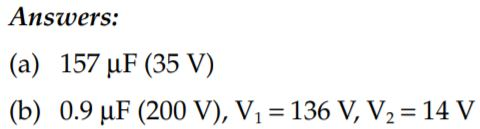 Answers:
(a) 157 μF (35 V)
(b) 0.9 μF (200 V), V₁ = 136 V, V₂ = 14 V